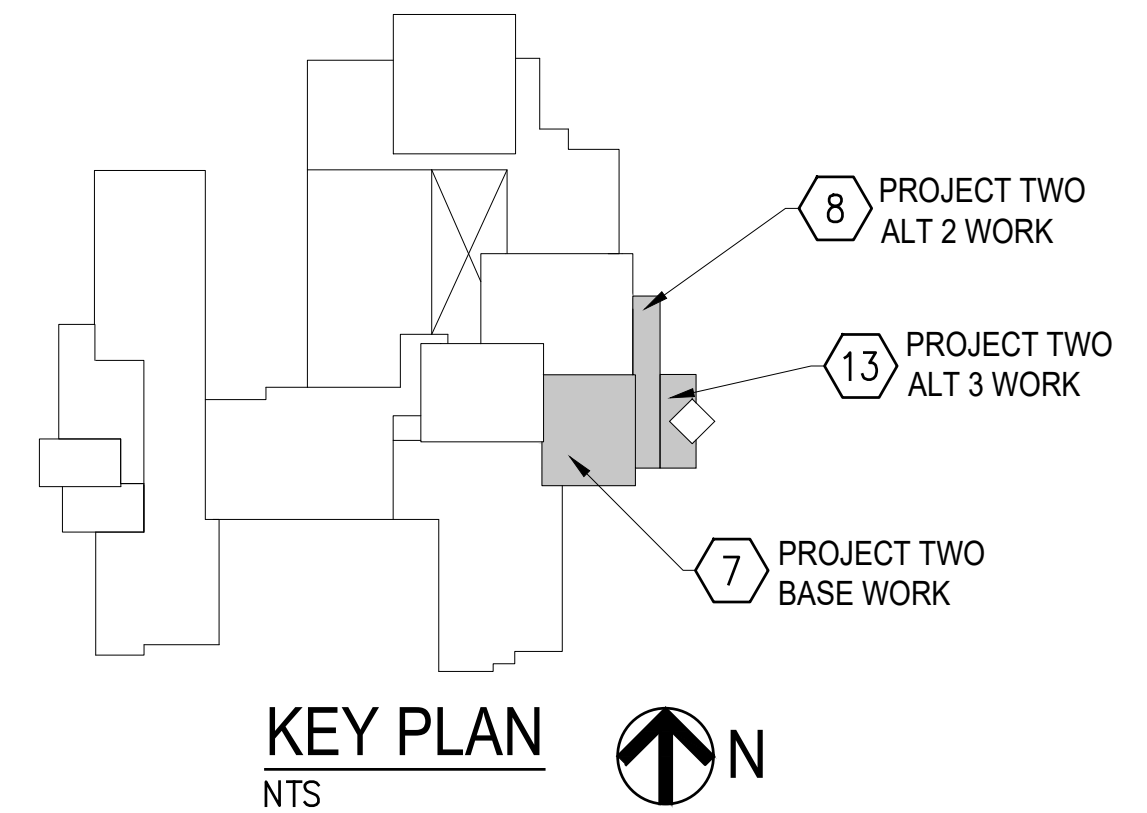 8
PROJECT TWO
ALT 2 WORK
13
PROJECT TWO
ALT 3 WORK
7
PROJECT TWO
BASE WORK
KEY PLAN
NTS
N